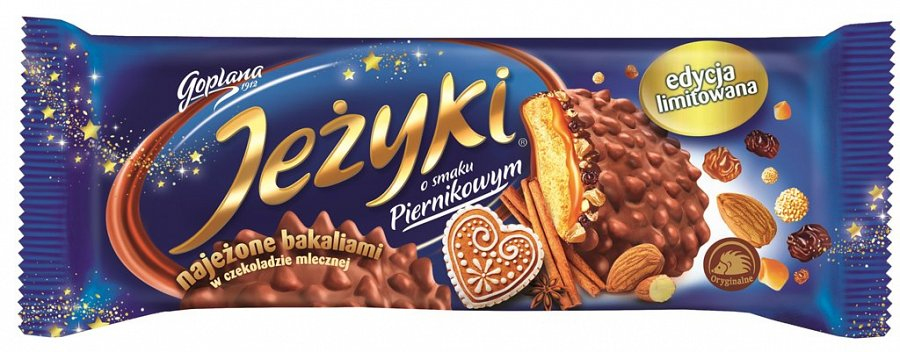 Goplana
1912
Jeżyki®
o smaku
Piernikowym
najeżone bakaliami
w czekoladzie mlecznej
edycja
limitowana
oryginalne